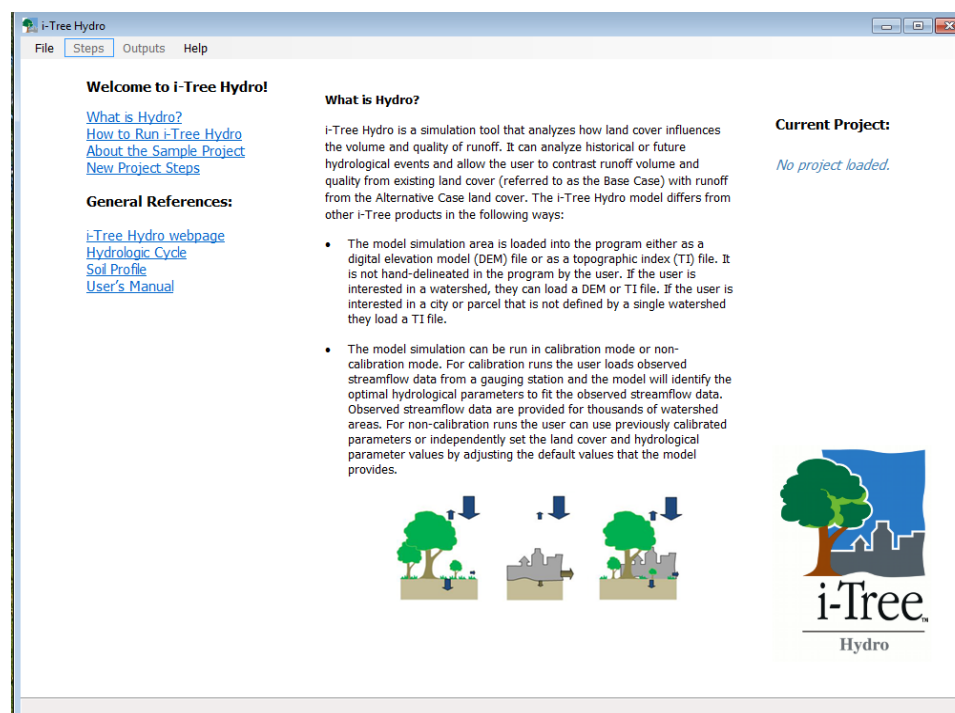 i-Tree Hydro
File Steps Outputs Help
Welcome to i-Tree Hydro!
What is Hydro?
How to Run i-Tree Hydro
About the Sample Project
New Project Steps
General References:
i-Tree Hydro webpage
Hydrologic Cycle
Soil Profile
User's Manual
What is Hydro?
i-Tree Hydro is a simulation tool that analyzes how land cover influences
the volume and quality of runoff. It can analyze historical or future
hydrological events and allow the user to contrast runoff volume and
quality from existing land cover (referred to as the Base Case) with runoff
from the Alternative Case land cover. The i-Tree Hydro model differs from
other i-Tree products in the following ways:
• The model simulation area is loaded into the program either as a
digital elevation model (DEM) file or as a topographic index (TI) file. It
is not hand-delineated in the program by the user. If the user is
interested in a watershed, they can load a DEM or TI file. If the user is
interested in a city or parcel that is not defined by a single watershed
they load a TI file.
• The model simulation can be run in calibration mode or non-
calibration mode. For calibration runs the user loads observed
streamflow data from a gauging station and the model will identify the
optimal hydrological parameters to fit the observed streamflow data.
Observed streamflow data are provided for thousands of watershed
areas. For non-calibration runs the user can use previously calibrated
parameters or independently set the land cover and hydrological
parameter values by adjusting the default values that the model
provides.
Current Project:
No project loaded.
i-Tree™
Hydro